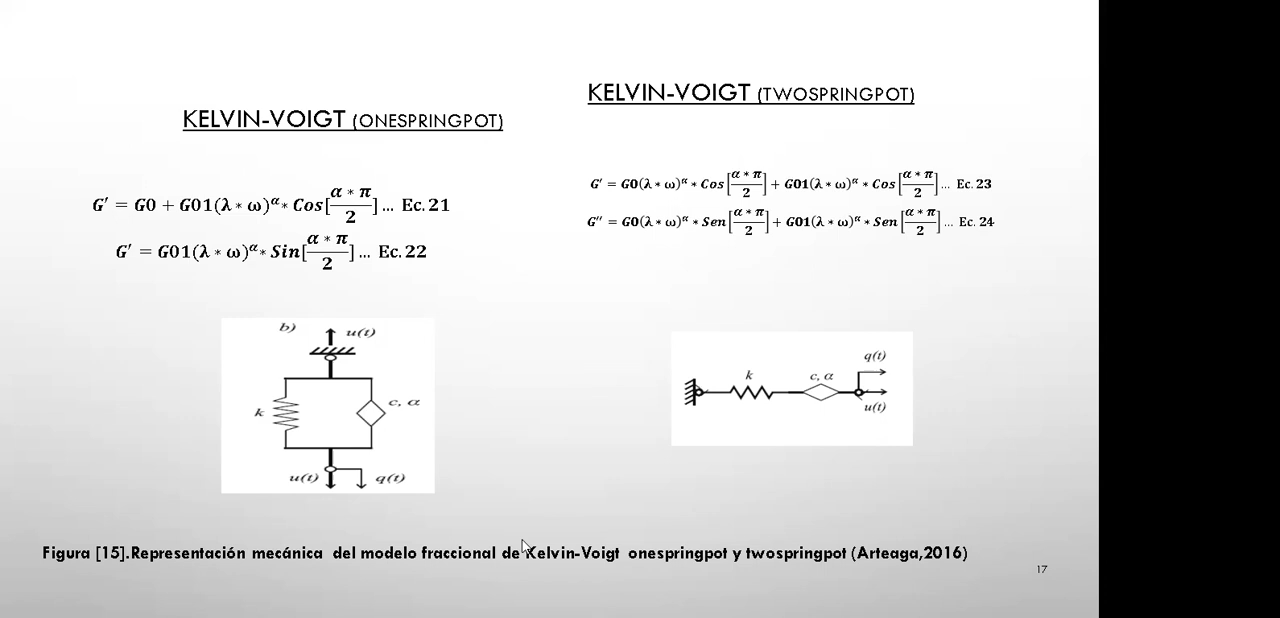 KELVIN-VOIGT (ONESPRINGPOT)
G′ = G0 + G01(λ * ω)^α * Cos[α * π / 2] ... Ec. 21
G′ = G01(λ * ω)^α * Sin[α * π / 2] ... Ec. 22
b)
u(t)
k
c, α
u(t)
q(t)
KELVIN-VOIGT (TWOSPRINGPOT)
G′ = G0(λ * ω)^α * Cos[α * π / 2] + G01(λ * ω)^α * Cos[α * π / 2] ... Ec. 23
G′′ = G0(λ * ω)^α * Sen[α * π / 2] + G01(λ * ω)^α * Sen[α * π / 2] ... Ec. 24
q(t)
k
c, α
u(t)
Figura [15].Representación mecánica del modelo fraccional de Kelvin-Voigt onespringpot y twospringpot (Arteaga,2016)
17